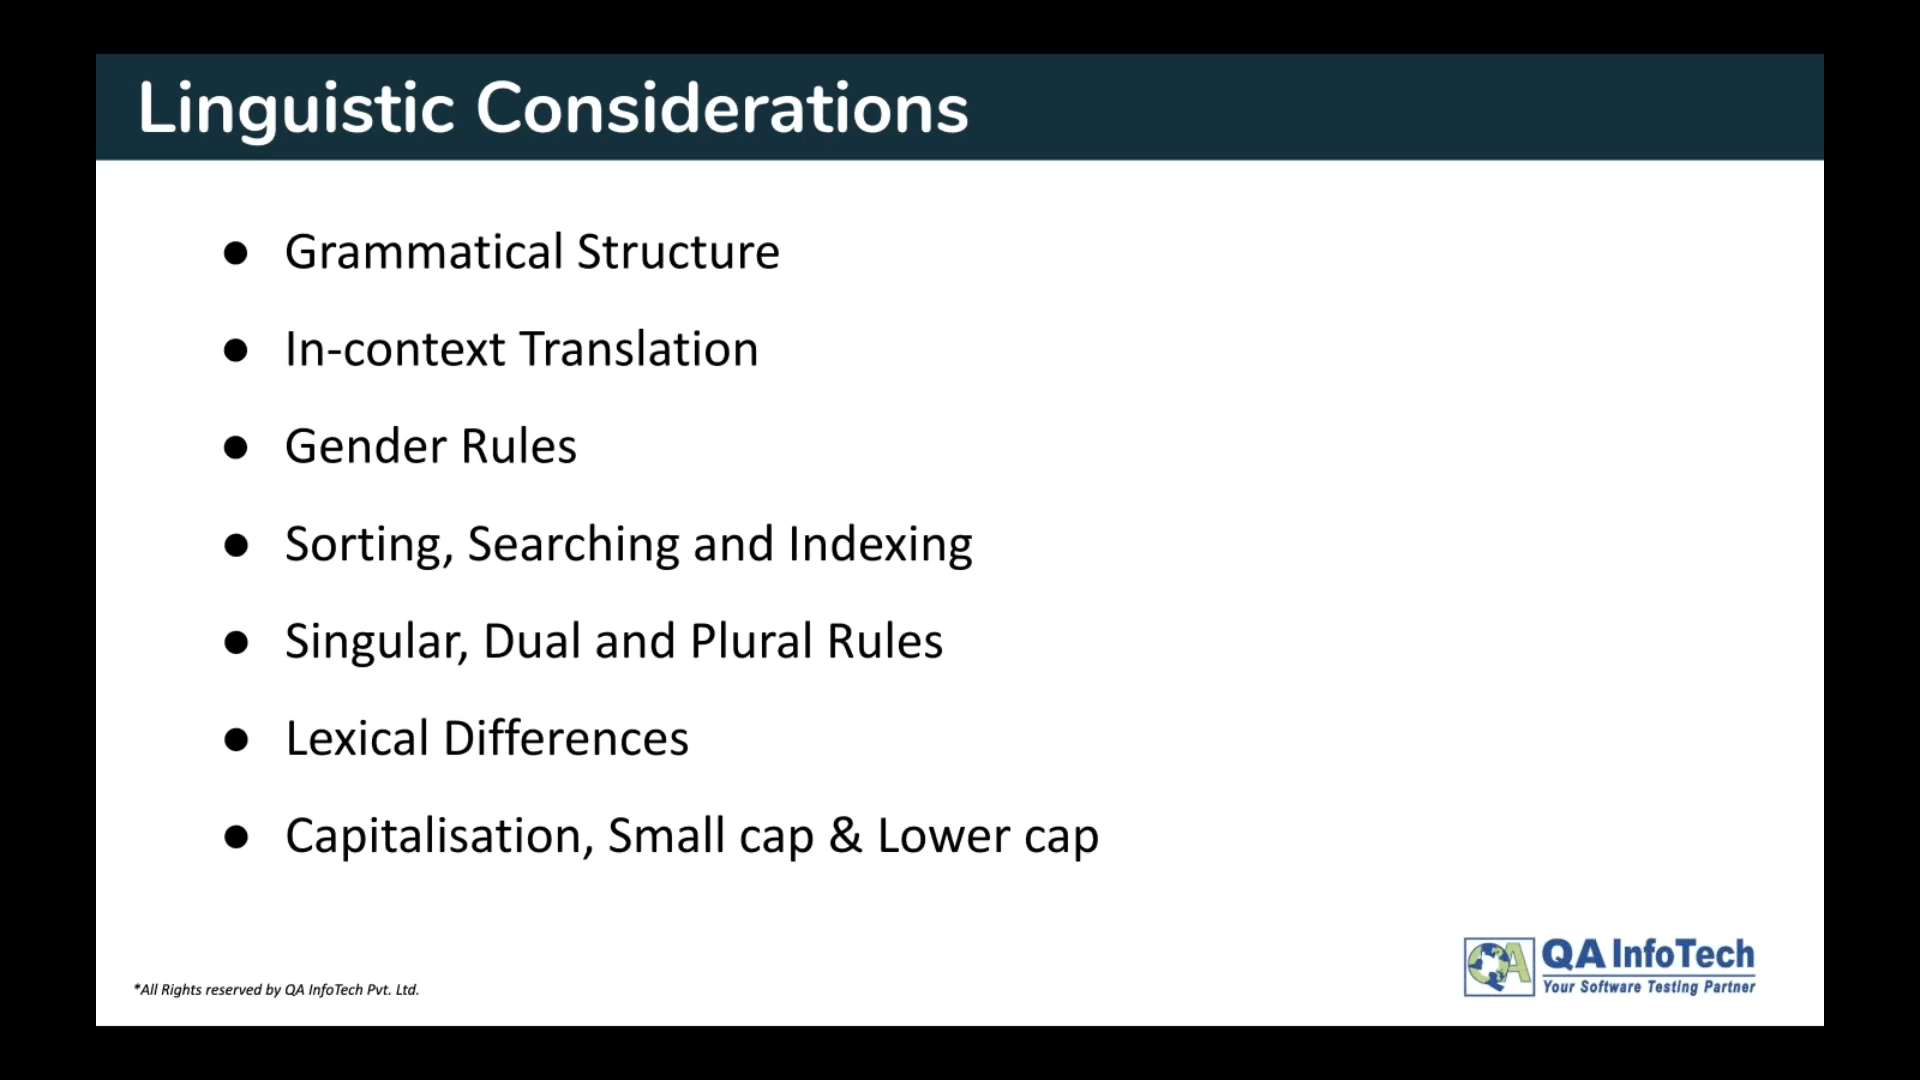 Linguistic Considerations
● Grammatical Structure
● In-context Translation
● Gender Rules
● Sorting, Searching and Indexing
● Singular, Dual and Plural Rules
● Lexical Differences
● Capitalisation, Small cap & Lower cap
*All Rights reserved by QA InfoTech Pvt. Ltd.
QA QA InfoTech
Your Software Testing Partner